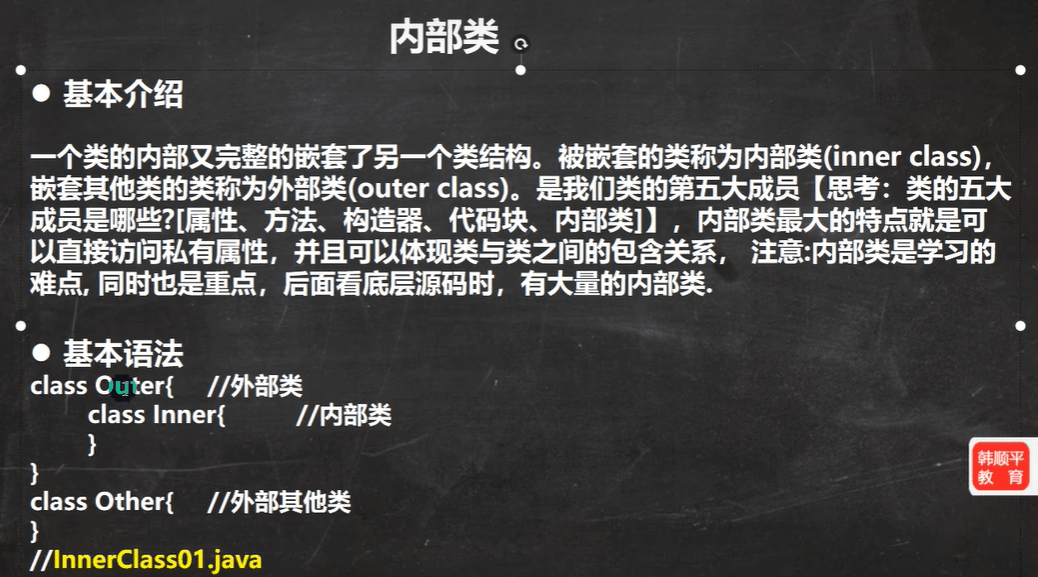 内部类
● 基本介绍
一个类的内部又完整的嵌套了另一个类结构。被嵌套的类称为内部类(inner class)，
嵌套其他类的类称为外部类(outer class)。是我们类的第五大成员【思考：类的五大
成员是哪些?[属性、方法、构造器、代码块、内部类]】，内部类最大的特点就是可
以直接访问私有属性，并且可以体现类与类之间的包含关系， 注意:内部类是学习的
难点, 同时也是重点，后面看底层源码时，有大量的内部类.
● 基本语法
class Outer{ //外部类
class Inner{ //内部类
}
}
class Other{ //外部其他类
}
//InnerClass01.java
韩顺平
教 育